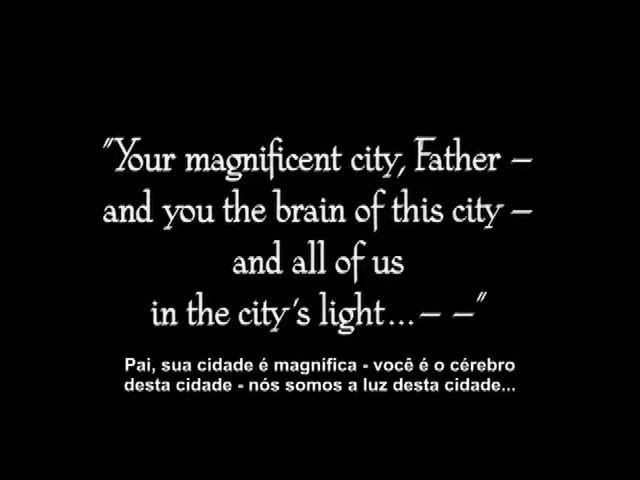 "Your magnificent city, Father –
and you the brain of this city –
and all of us
in the city's light...– –"
Pai, sua cidade é magnífica - você é o cérebro
desta cidade - nós somos a luz desta cidade...